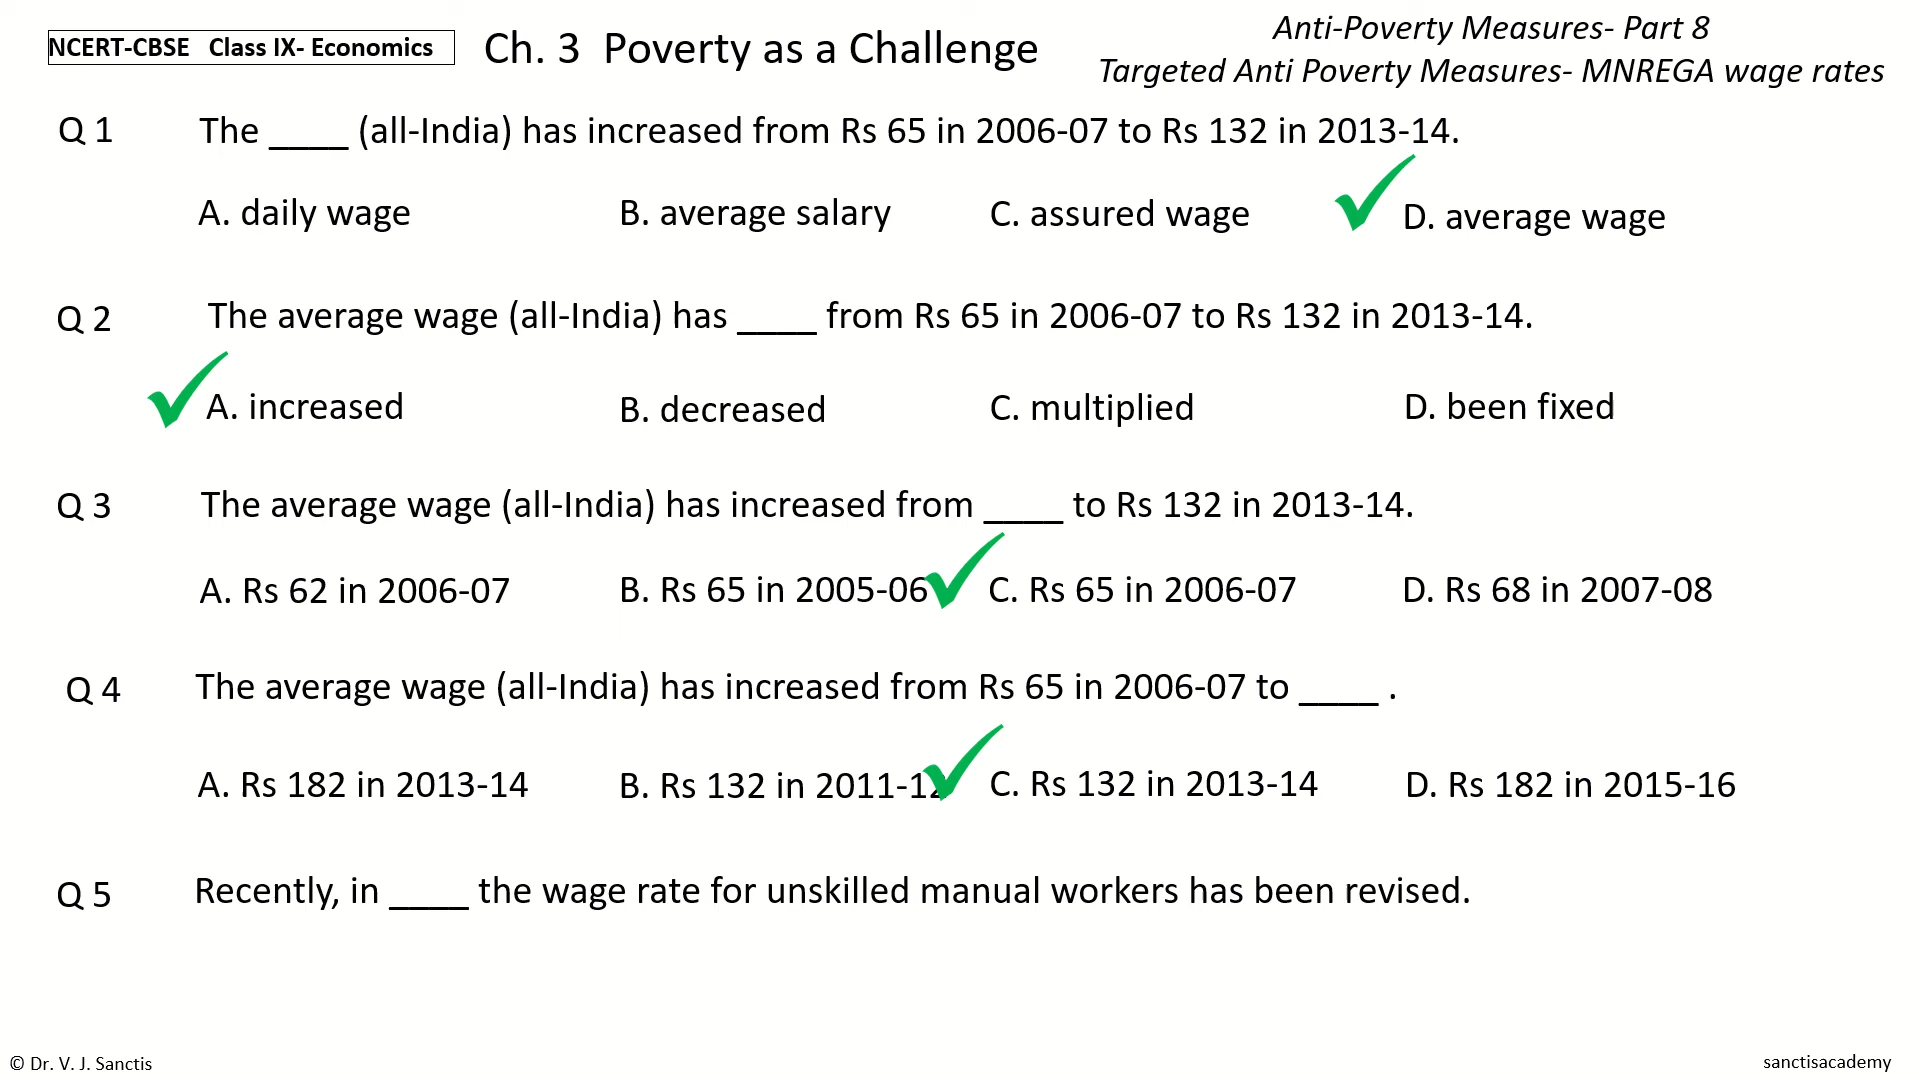 NCERT-CBSE Class IX- Economics
Ch. 3 Poverty as a Challenge
Anti-Poverty Measures- Part 8
Targeted Anti Poverty Measures- MNREGA wage rates
Q 1 The ____ (all-India) has increased from Rs 65 in 2006-07 to Rs 132 in 2013-14.
A. daily wage B. average salary C. assured wage D. average wage
Q 2 The average wage (all-India) has ____ from Rs 65 in 2006-07 to Rs 132 in 2013-14.
A. increased B. decreased C. multiplied D. been fixed
Q 3 The average wage (all-India) has increased from ____ to Rs 132 in 2013-14.
A. Rs 62 in 2006-07 B. Rs 65 in 2005-06 C. Rs 65 in 2006-07 D. Rs 68 in 2007-08
Q 4 The average wage (all-India) has increased from Rs 65 in 2006-07 to ____ .
A. Rs 182 in 2013-14 B. Rs 132 in 2011-12 C. Rs 132 in 2013-14 D. Rs 182 in 2015-16
Q 5 Recently, in ____ the wage rate for unskilled manual workers has been revised.
© Dr. V. J. Sanctis
sanctisacademy